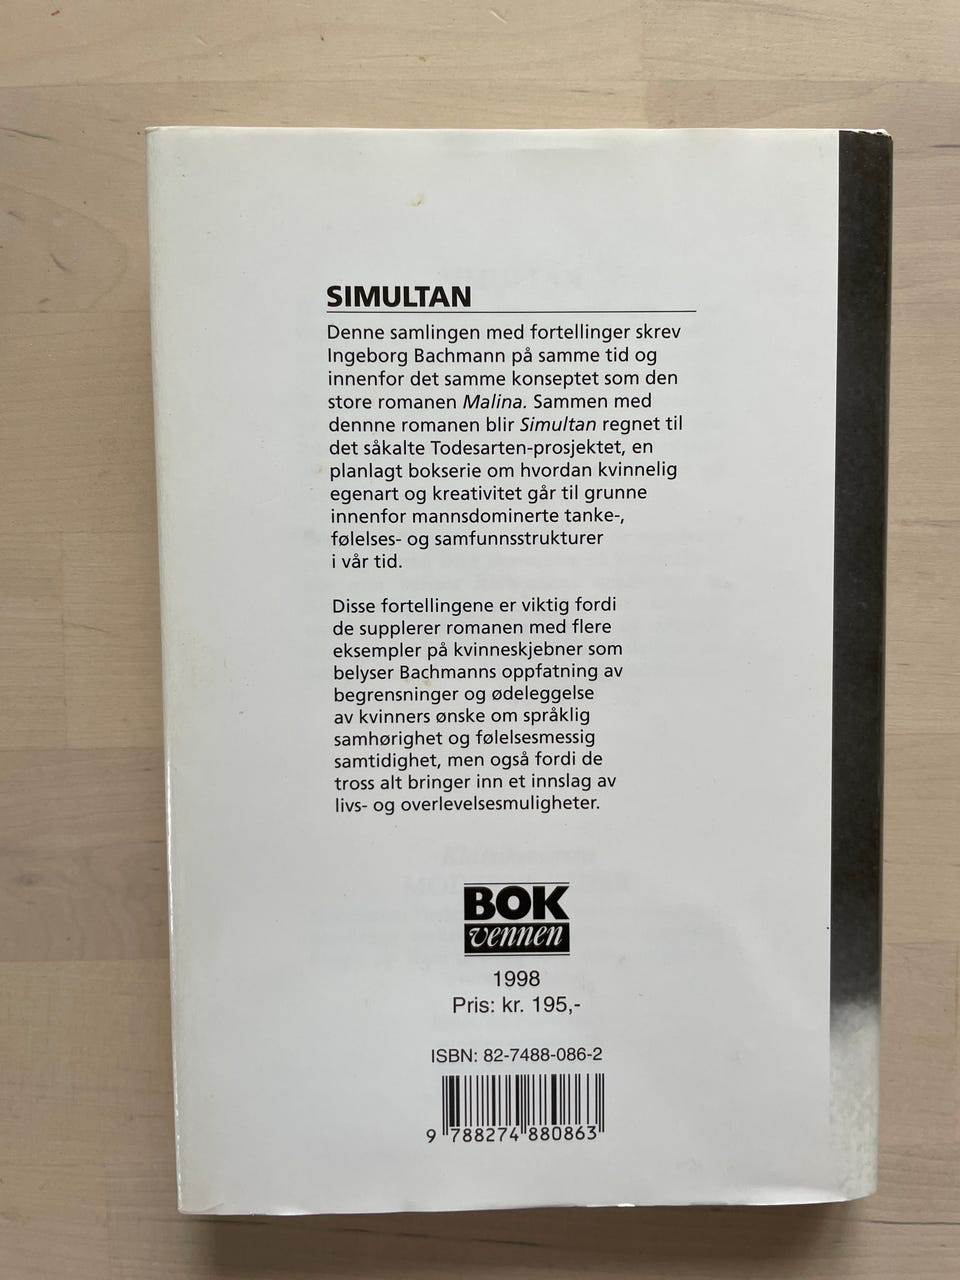 SIMULTAN
Denne samlingen med fortellinger skrev
Ingeborg Bachmann på samme tid og
innenfor det samme konseptet som den
store romanen Malina. Sammen med
dennne romanen blir Simultan regnet til
det såkalte Todesarten-prosjektet, en
planlagt bokserie om hvordan kvinnelig
egenart og kreativitet går til grunne
innenfor mannsdominerte tanke-,
følelses- og samfunnsstrukturer
i vår tid.
Disse fortellingene er viktig fordi
de supplerer romanen med flere
eksempler på kvinneskjebner som
belyser Bachmanns oppfatning av
begrensninger og ødeleggelse
av kvinners ønske om språklig
samhørighet og følelsesmessig
samtidighet, men også fordi de
tross alt bringer inn et innslag av
livs- og overlevelsesmuligheter.
BOK
vennen
1998
Pris: kr. 195,-
ISBN: 82-7488-086-2
9 788274 880863